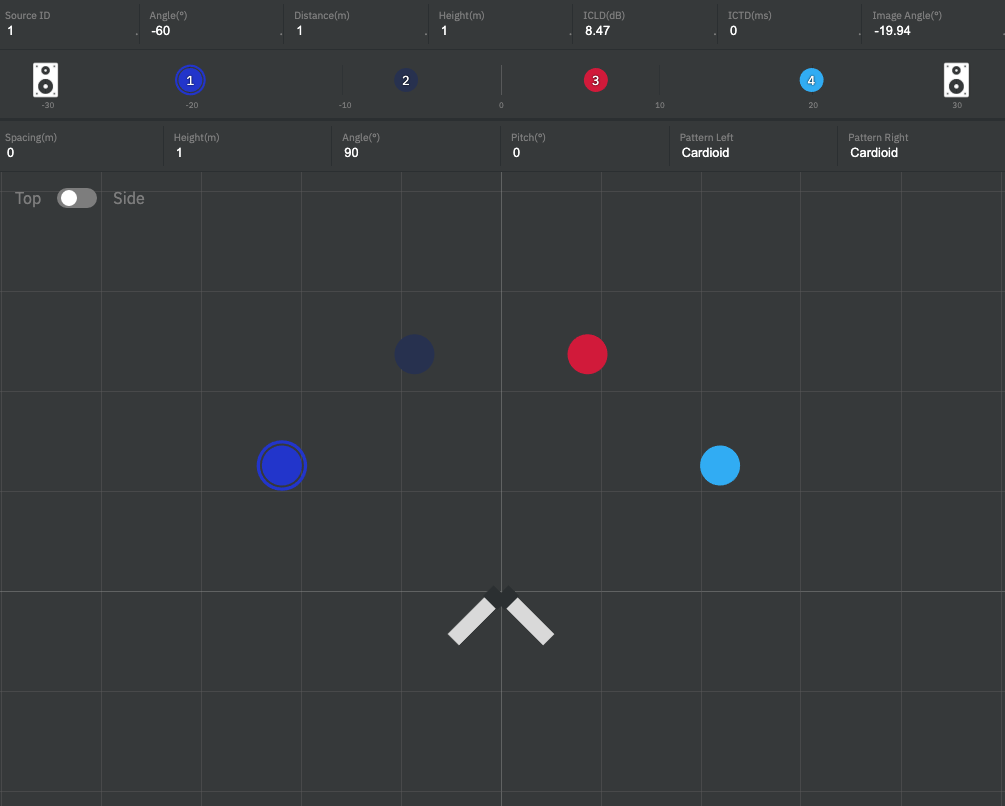 Source ID Angle(°) Distance(m) Height(m) ICLD(dB) ICTD(ms) Image Angle(°)
1 -60 1 1 8.47 0 -19.94
1 2 3 4
-30 -20 -10 0 10 20 30
Spacing(m) Height(m) Angle(°) Pitch(°) Pattern Left Pattern Right
0 1 90 0 Cardioid Cardioid
Top Side